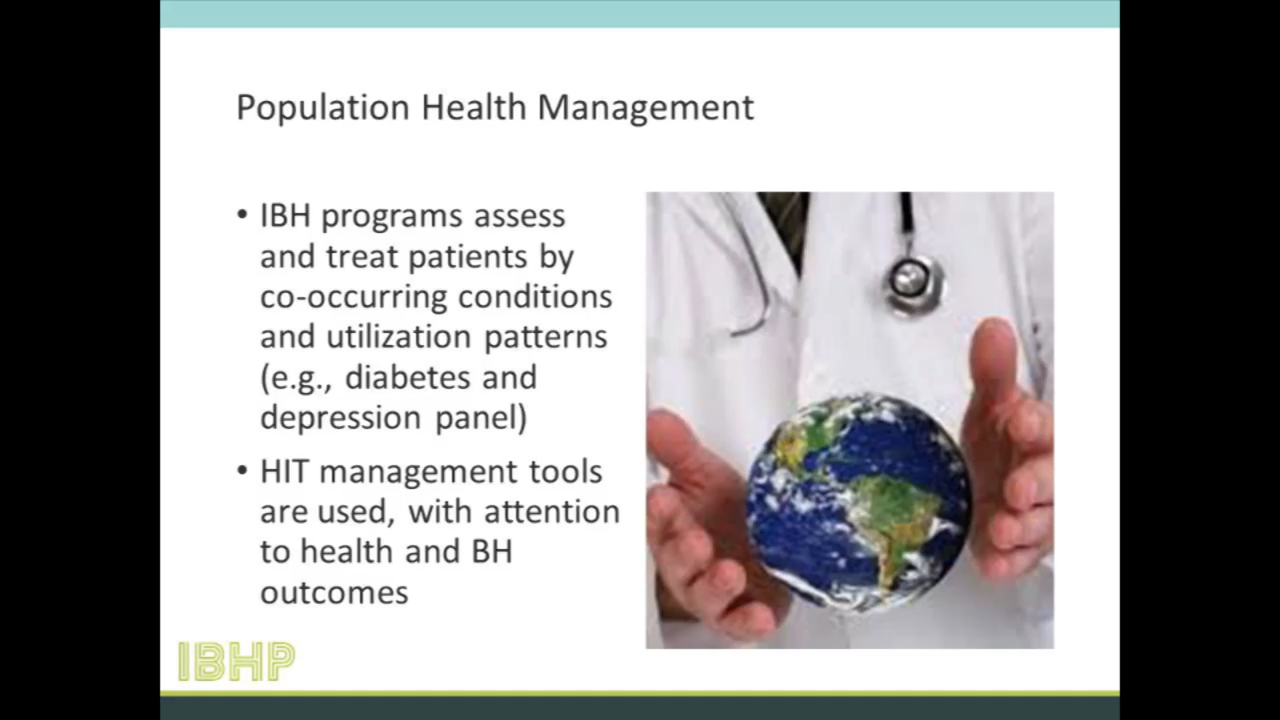 Population Health Management
• IBH programs assess
and treat patients by
co-occurring conditions
and utilization patterns
(e.g., diabetes and
depression panel)
• HIT management tools
are used, with attention
to health and BH
outcomes
IBHP